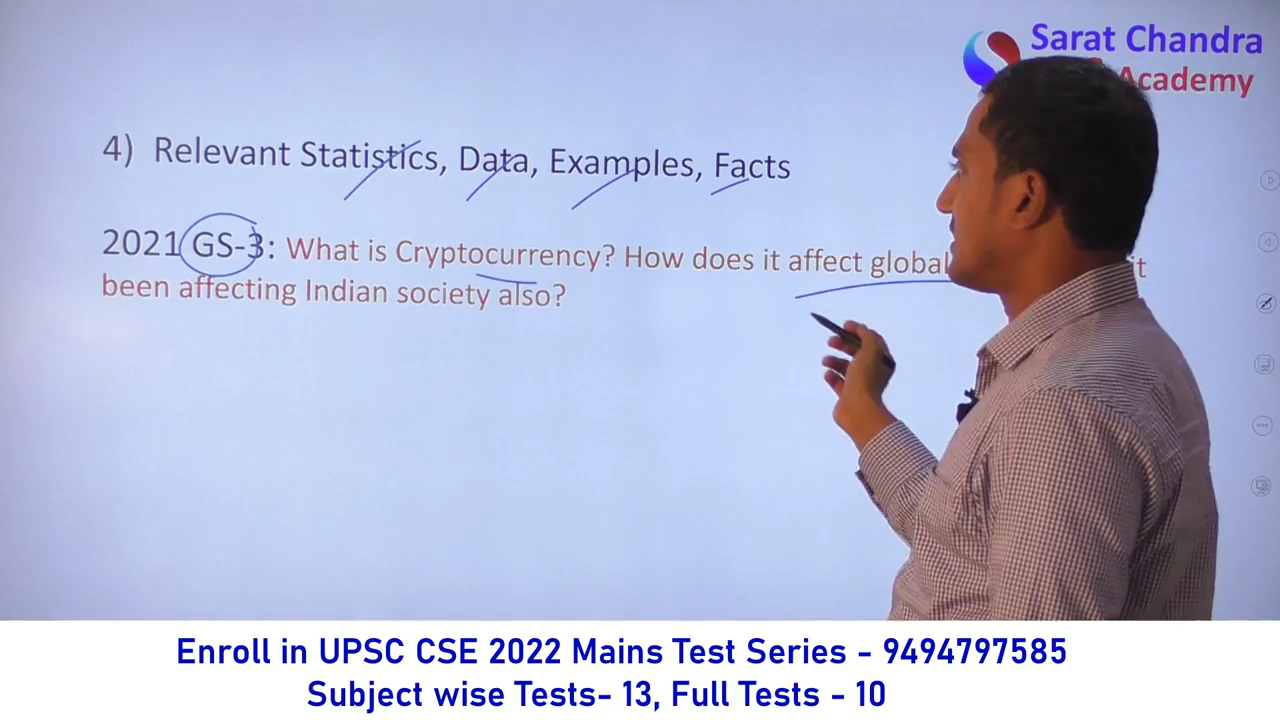 Sarat Chandra
Academy
4) Relevant Statistics, Data, Examples, Facts
2021 GS-3: What is Cryptocurrency? How does it affect global it
been affecting Indian society also?
Enroll in UPSC CSE 2022 Mains Test Series - 9494797585
Subject wise Tests- 13, Full Tests - 10